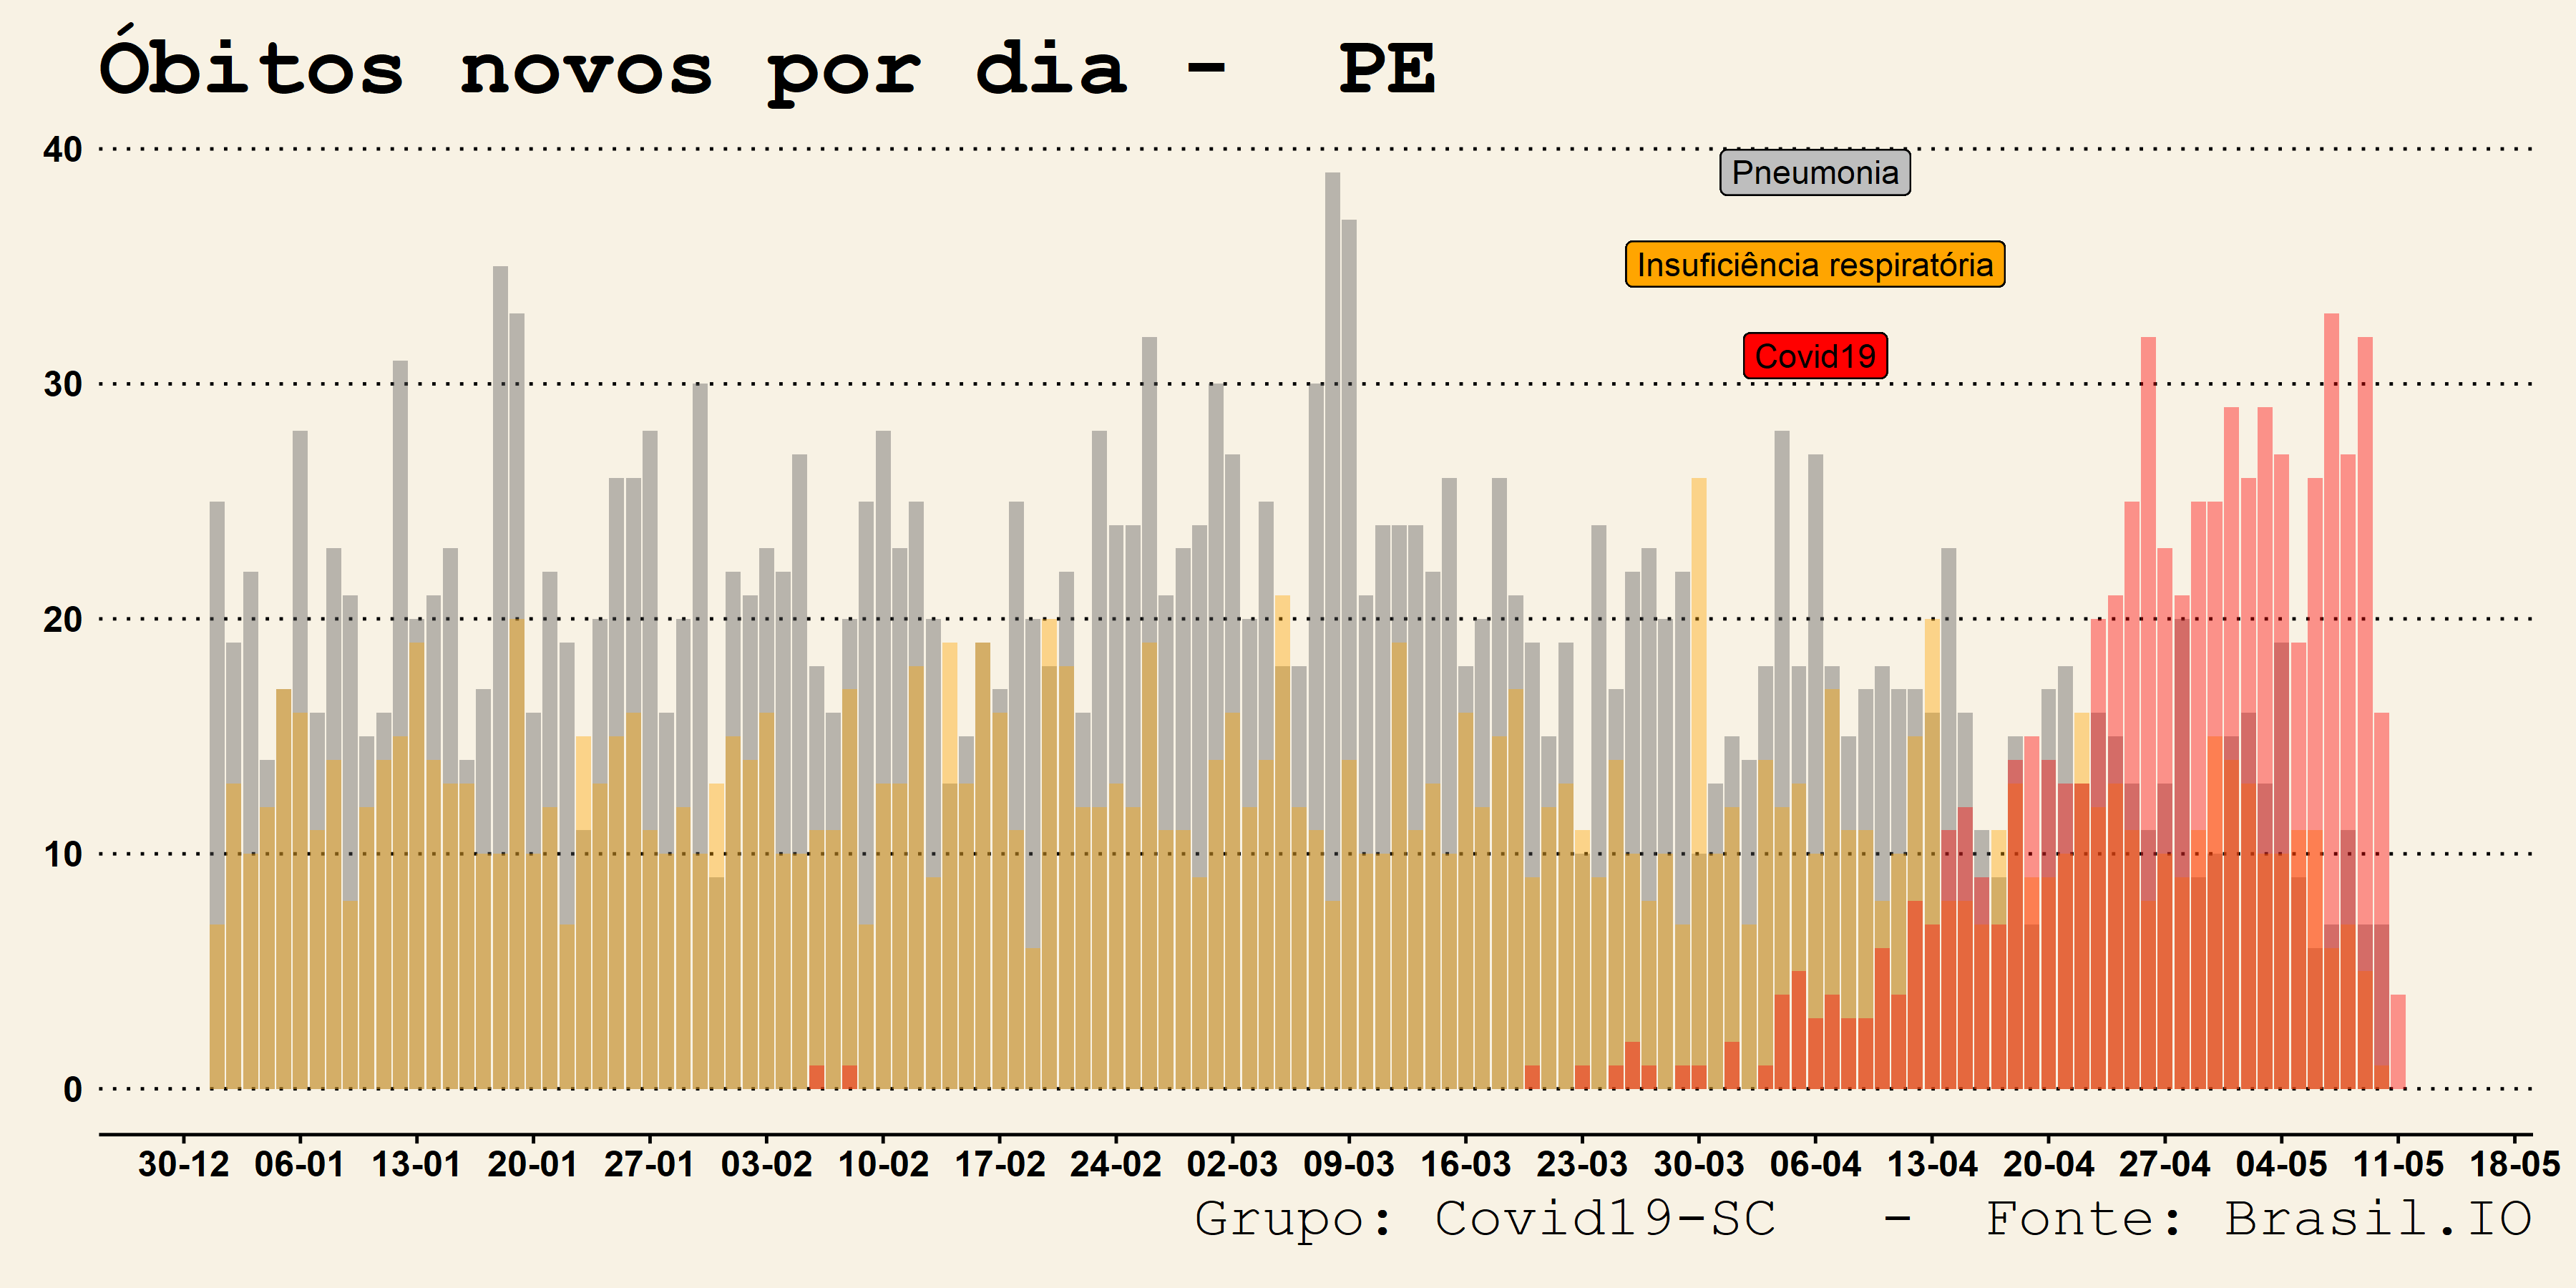 Óbitos novos por dia -  PE
40
Pneumonia
Insuficiência respiratória
Covid19
30
20
10
0
30-12 06-01 13-01 20-01 27-01 03-02 10-02 17-02 24-02 02-03 09-03 16-03 23-03 30-03 06-04 13-04 20-04 27-04 04-05 11-05 18-05
Grupo: Covid19-SC  -  Fonte: Brasil.IO